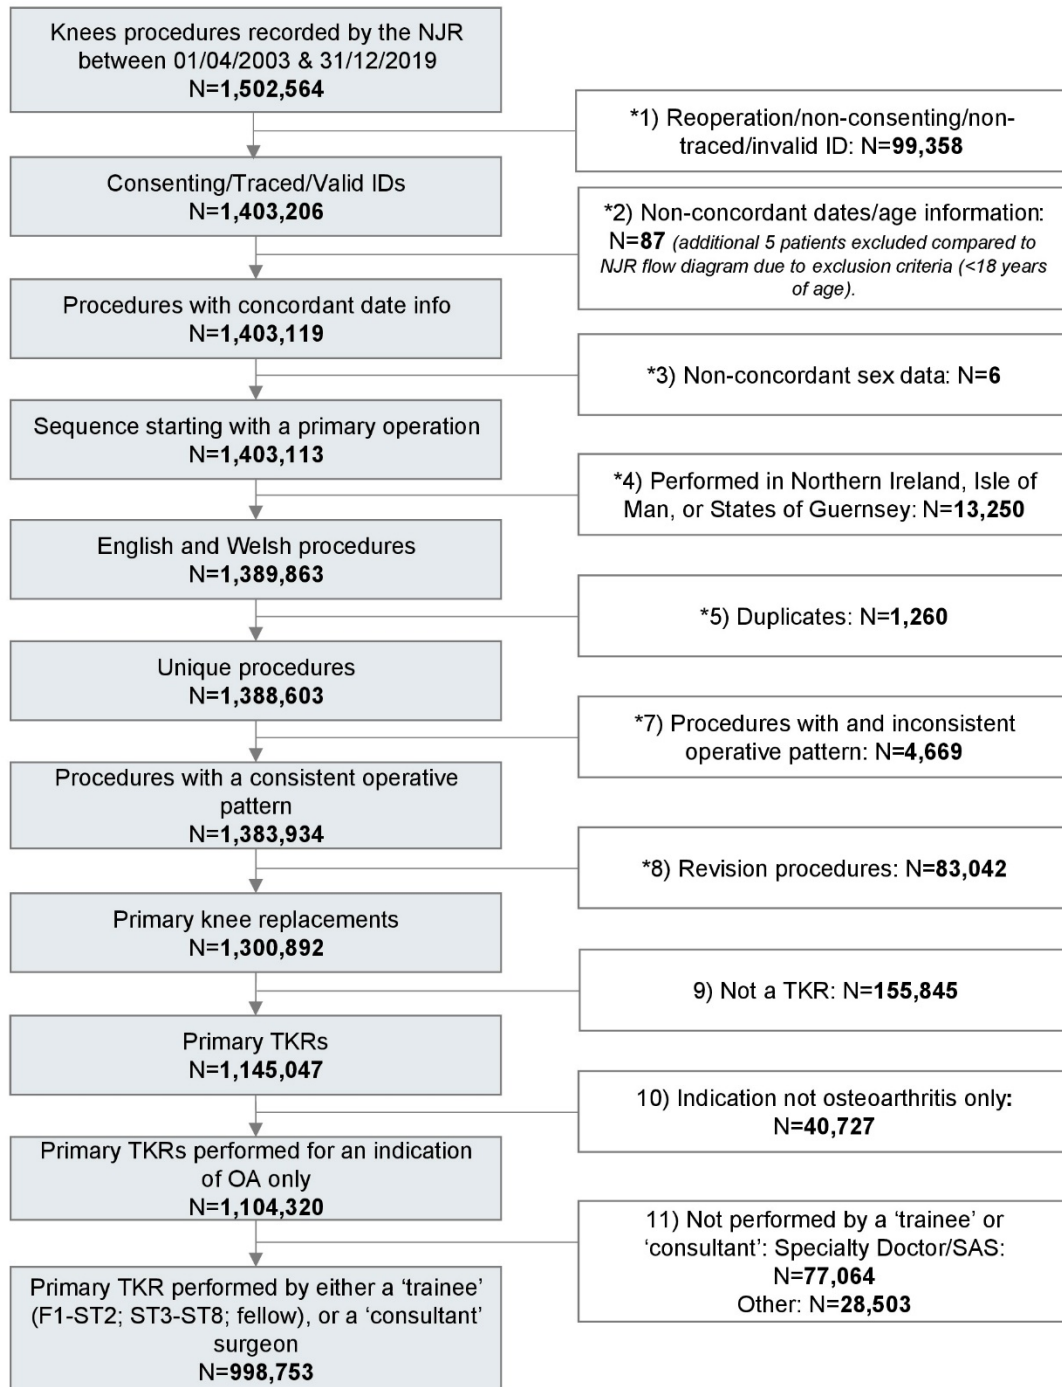 Knees procedures recorded by the NJR
between 01/04/2003 & 31/12/2019
N=1,502,564
*1) Reoperation/non-consenting/non-
traced/invalid ID: N=99,358
Consenting/Traced/Valid IDs
N=1,403,206
*2) Non-concordant dates/age information:
N=87 (additional 5 patients excluded compared to
NJR flow diagram due to exclusion criteria (<18 years
of age).
Procedures with concordant date info
N=1,403,119
*3) Non-concordant sex data: N=6
Sequence starting with a primary operation
N=1,403,113
*4) Performed in Northern Ireland, Isle of
Man, or States of Guernsey: N=13,250
English and Welsh procedures
N=1,389,863
*5) Duplicates: N=1,260
Unique procedures
N=1,388,603
*7) Procedures with and inconsistent
operative pattern: N=4,669
Procedures with a consistent operative
pattern
N=1,383,934
*8) Revision procedures: N=83,042
Primary knee replacements
N=1,300,892
9) Not a TKR: N=155,845
Primary TKRs
N=1,145,047
10) Indication not osteoarthritis only:
N=40,727
Primary TKRs performed for an indication
of OA only
N=1,104,320
11) Not performed by a ‘trainee’ or
‘consultant’: Specialty Doctor/SAS:
N=77,064
Other: N=28,503
Primary TKR performed by either a ‘trainee’
(F1-ST2; ST3-ST8; fellow), or a ‘consultant’
surgeon
N=998,753